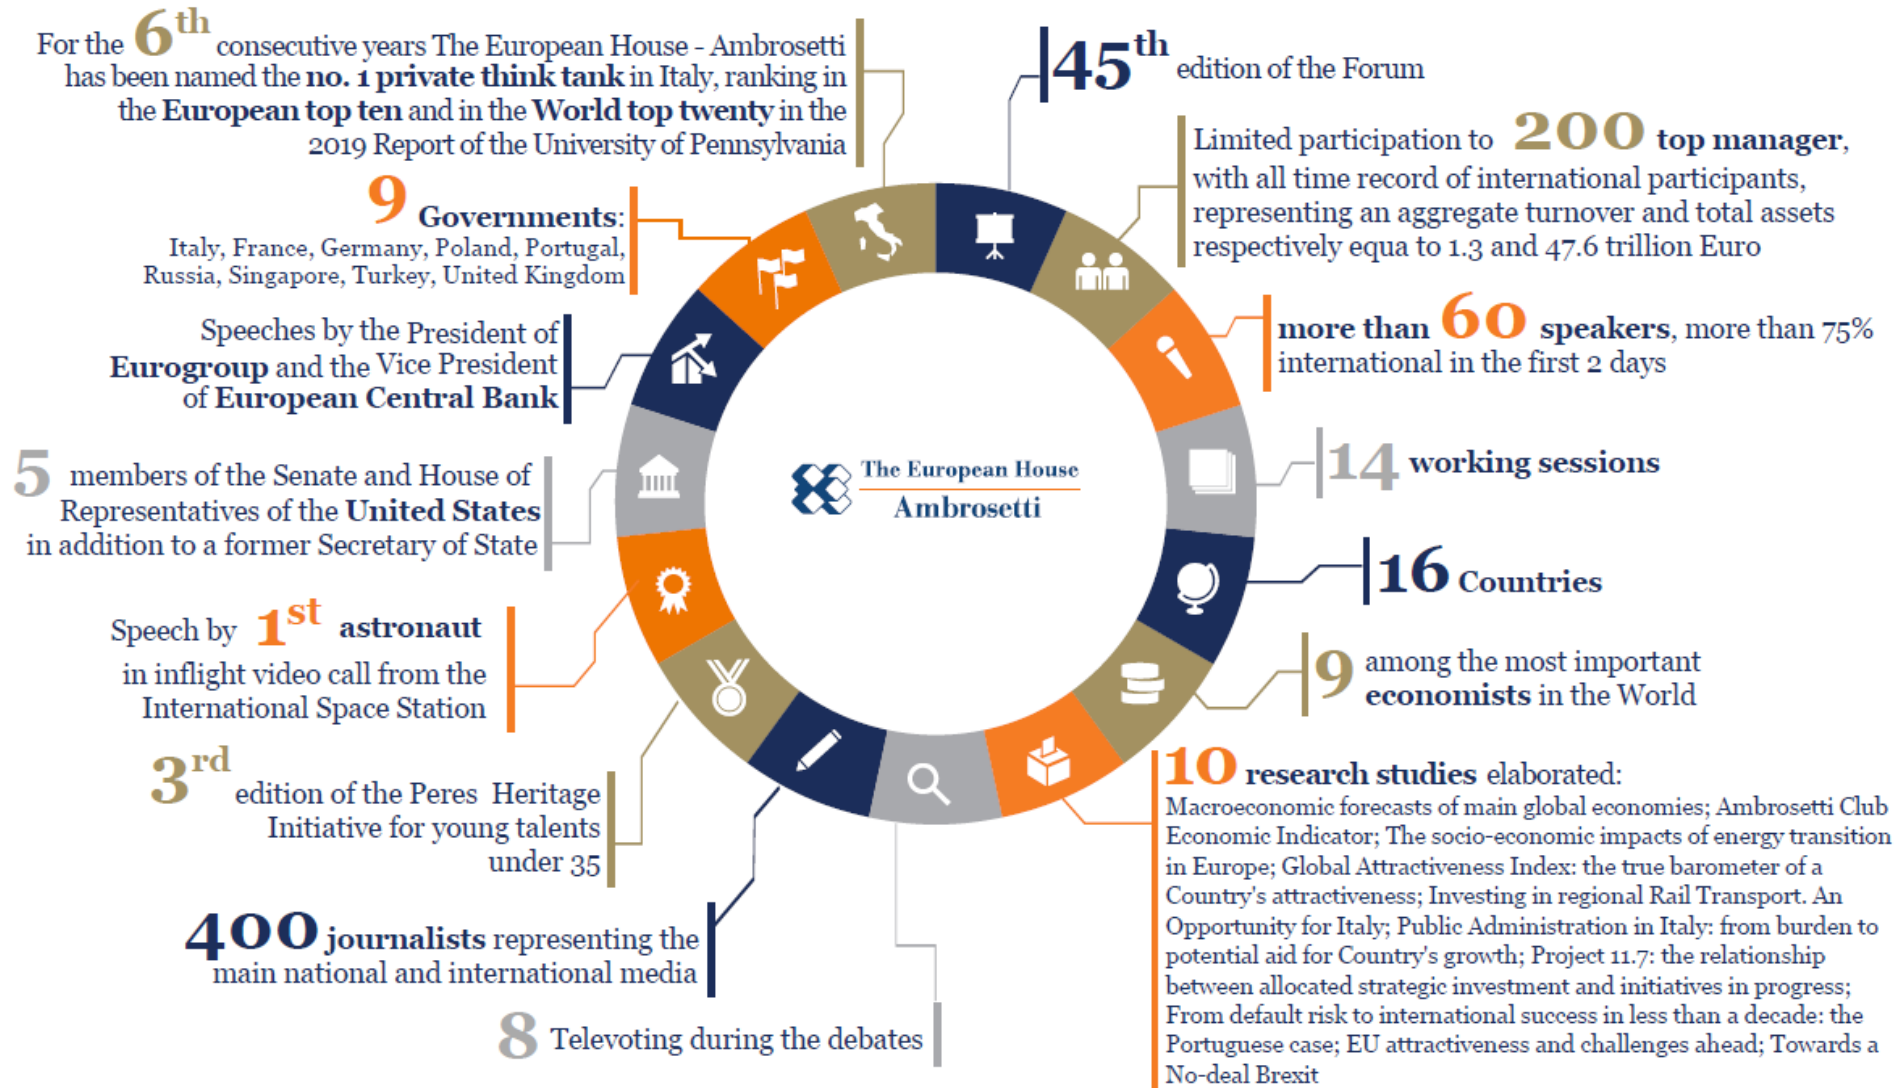 For the 6th consecutive years The European House - Ambrosetti
has been named the no. 1 private think tank in Italy, ranking in
the European top ten and in the World top twenty in the
2019 Report of the University of Pennsylvania
9 Governments:
Italy, France, Germany, Poland, Portugal,
Russia, Singapore, Turkey, United Kingdom
Speeches by the President of
Eurogroup and the Vice President
of European Central Bank
5 members of the Senate and House of
Representatives of the United States
in addition to a former Secretary of State
Speech by 1st astronaut
in inflight video call from the
International Space Station
3rd edition of the Peres Heritage
Initiative for young talents
under 35
400 journalists representing the
main national and international media
8 Televoting during the debates
The European House
Ambrosetti
45th edition of the Forum
Limited participation to 200 top manager,
with all time record of international participants,
representing an aggregate turnover and total assets
respectively equa to 1.3 and 47.6 trillion Euro
more than 60 speakers, more than 75%
international in the first 2 days
14 working sessions
16 Countries
9 among the most important
economists in the World
10 research studies elaborated:
Macroeconomic forecasts of main global economies; Ambrosetti Club
Economic Indicator; The socio-economic impacts of energy transition
in Europe; Global Attractiveness Index: the true barometer of a
Country's attractiveness; Investing in regional Rail Transport. An
Opportunity for Italy; Public Administration in Italy: from burden to
potential aid for Country's growth; Project 11.7: the relationship
between allocated strategic investment and initiatives in progress;
From default risk to international success in less than a decade: the
Portuguese case; EU attractiveness and challenges ahead; Towards a
No-deal Brexit